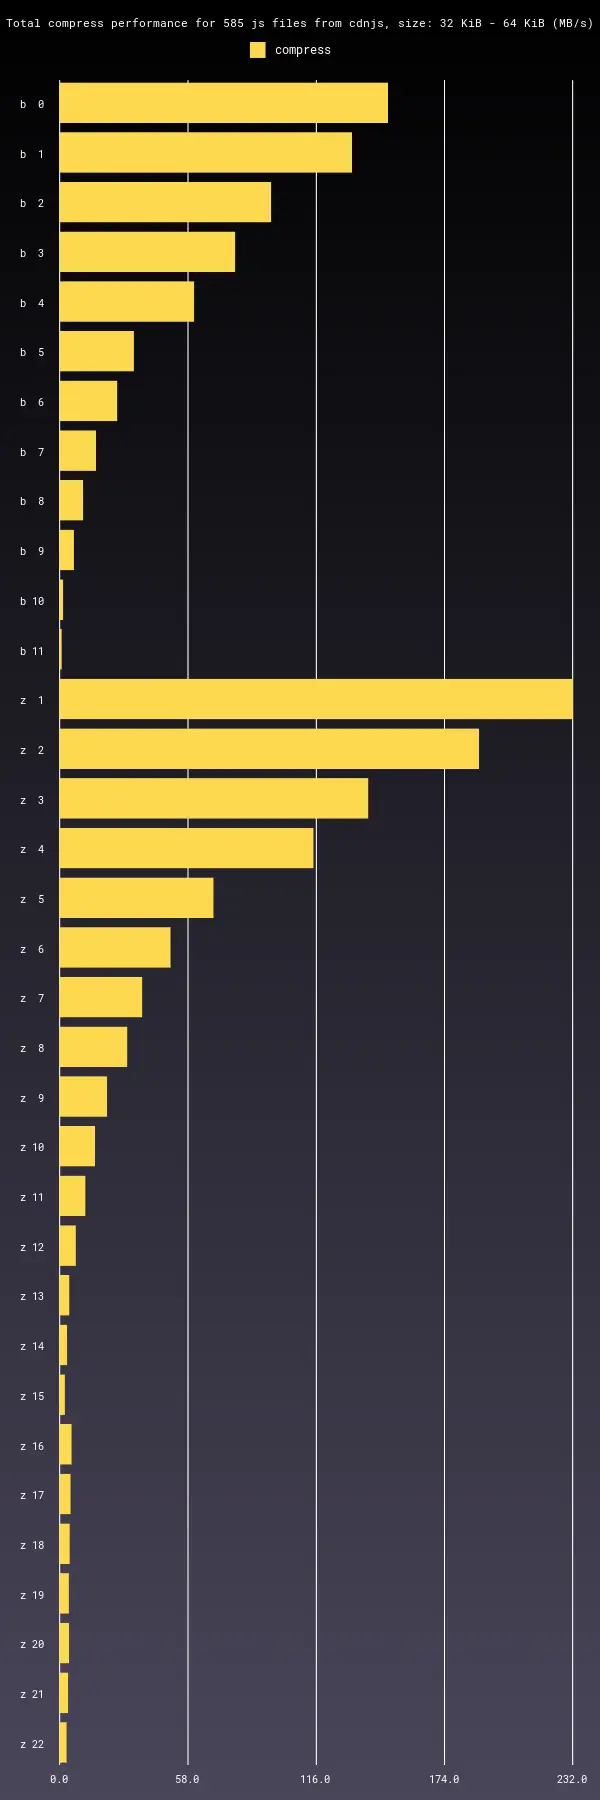 Total compress performance for 585 js files from cdnjs, size: 32 KiB - 64 KiB (MB/s)
compress
b 0
b 1
b 2
b 3
b 4
b 5
b 6
b 7
b 8
b 9
b 10
b 11
z 1
z 2
z 3
z 4
z 5
z 6
z 7
z 8
z 9
z 10
z 11
z 12
z 13
z 14
z 15
z 16
z 17
z 18
z 19
z 20
z 21
z 22
0.0 58.0 116.0 174.0 232.0